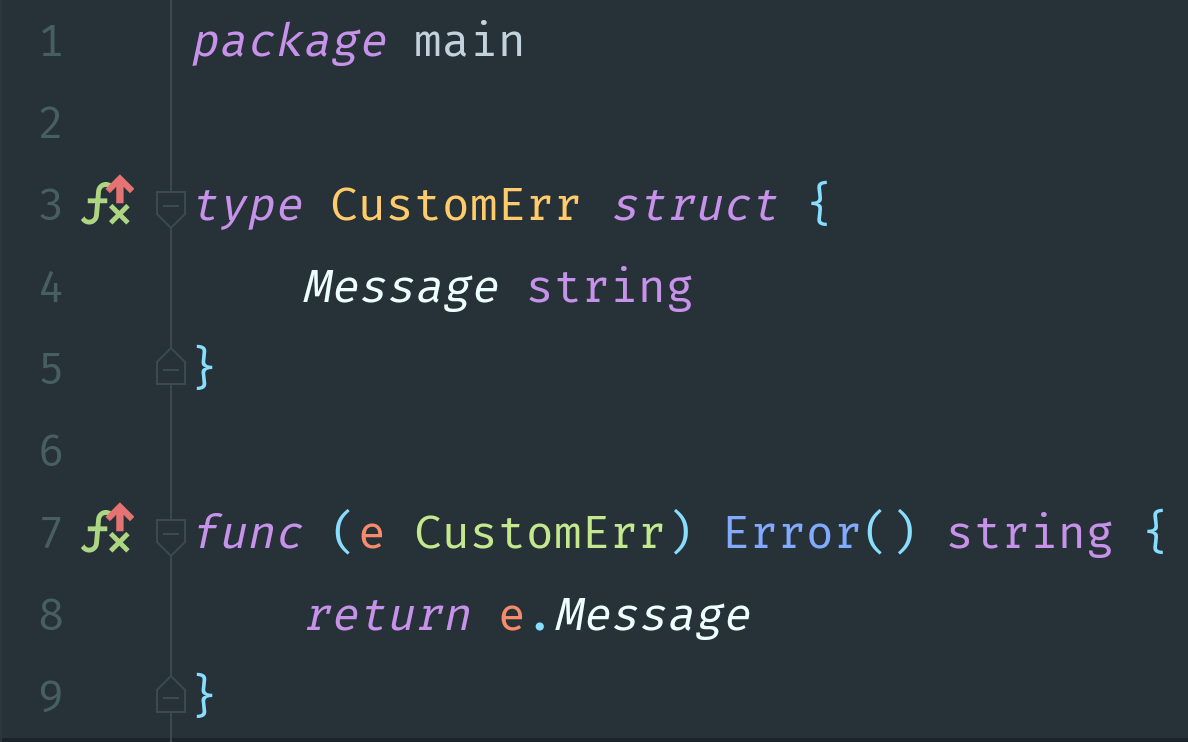 1 package main
2
3 type CustomErr struct {
4     Message string
5 }
6
7 func (e CustomErr) Error() string {
8     return e.Message
9 }